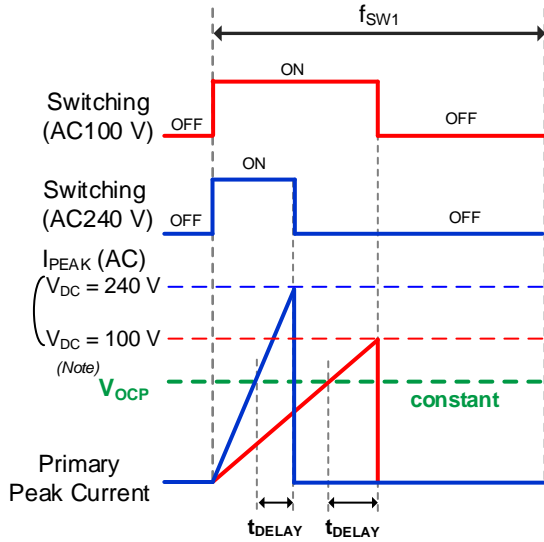 fSW1
ON
Switching
(AC100 V)
OFF
OFF
ON
Switching
(AC240 V)
OFF
OFF
IPEAK (AC)
VDC = 240 V
VDC = 100 V
(Note)
VOCP
constant
Primary
Peak Current
tDELAY
tDELAY